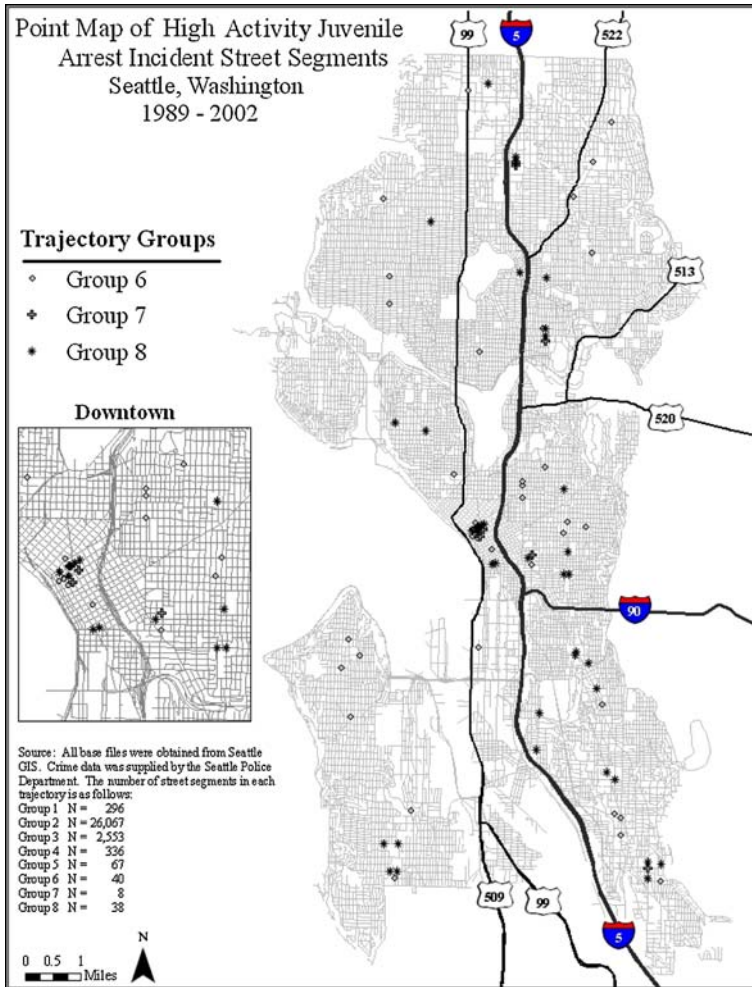 Point Map of High Activity Juvenile
Arrest Incident Street Segments
Seattle, Washington
1989 - 2002
99
5
522
Trajectory Groups
Group 6
Group 7
Group 8
513
Downtown
520
90
Source: All base files were obtained from Seattle
GIS. Crime data was supplied by the Seattle Police
Department. The number of street segments in each
trajectory is as follows:
Group 1 N = 296
Group 2 N = 26,067
Group 3 N = 2,553
Group 4 N = 336
Group 5 N = 67
Group 6 N = 40
Group 7 N = 8
Group 8 N = 38
509
99
5
N
0 0.5 1
Miles